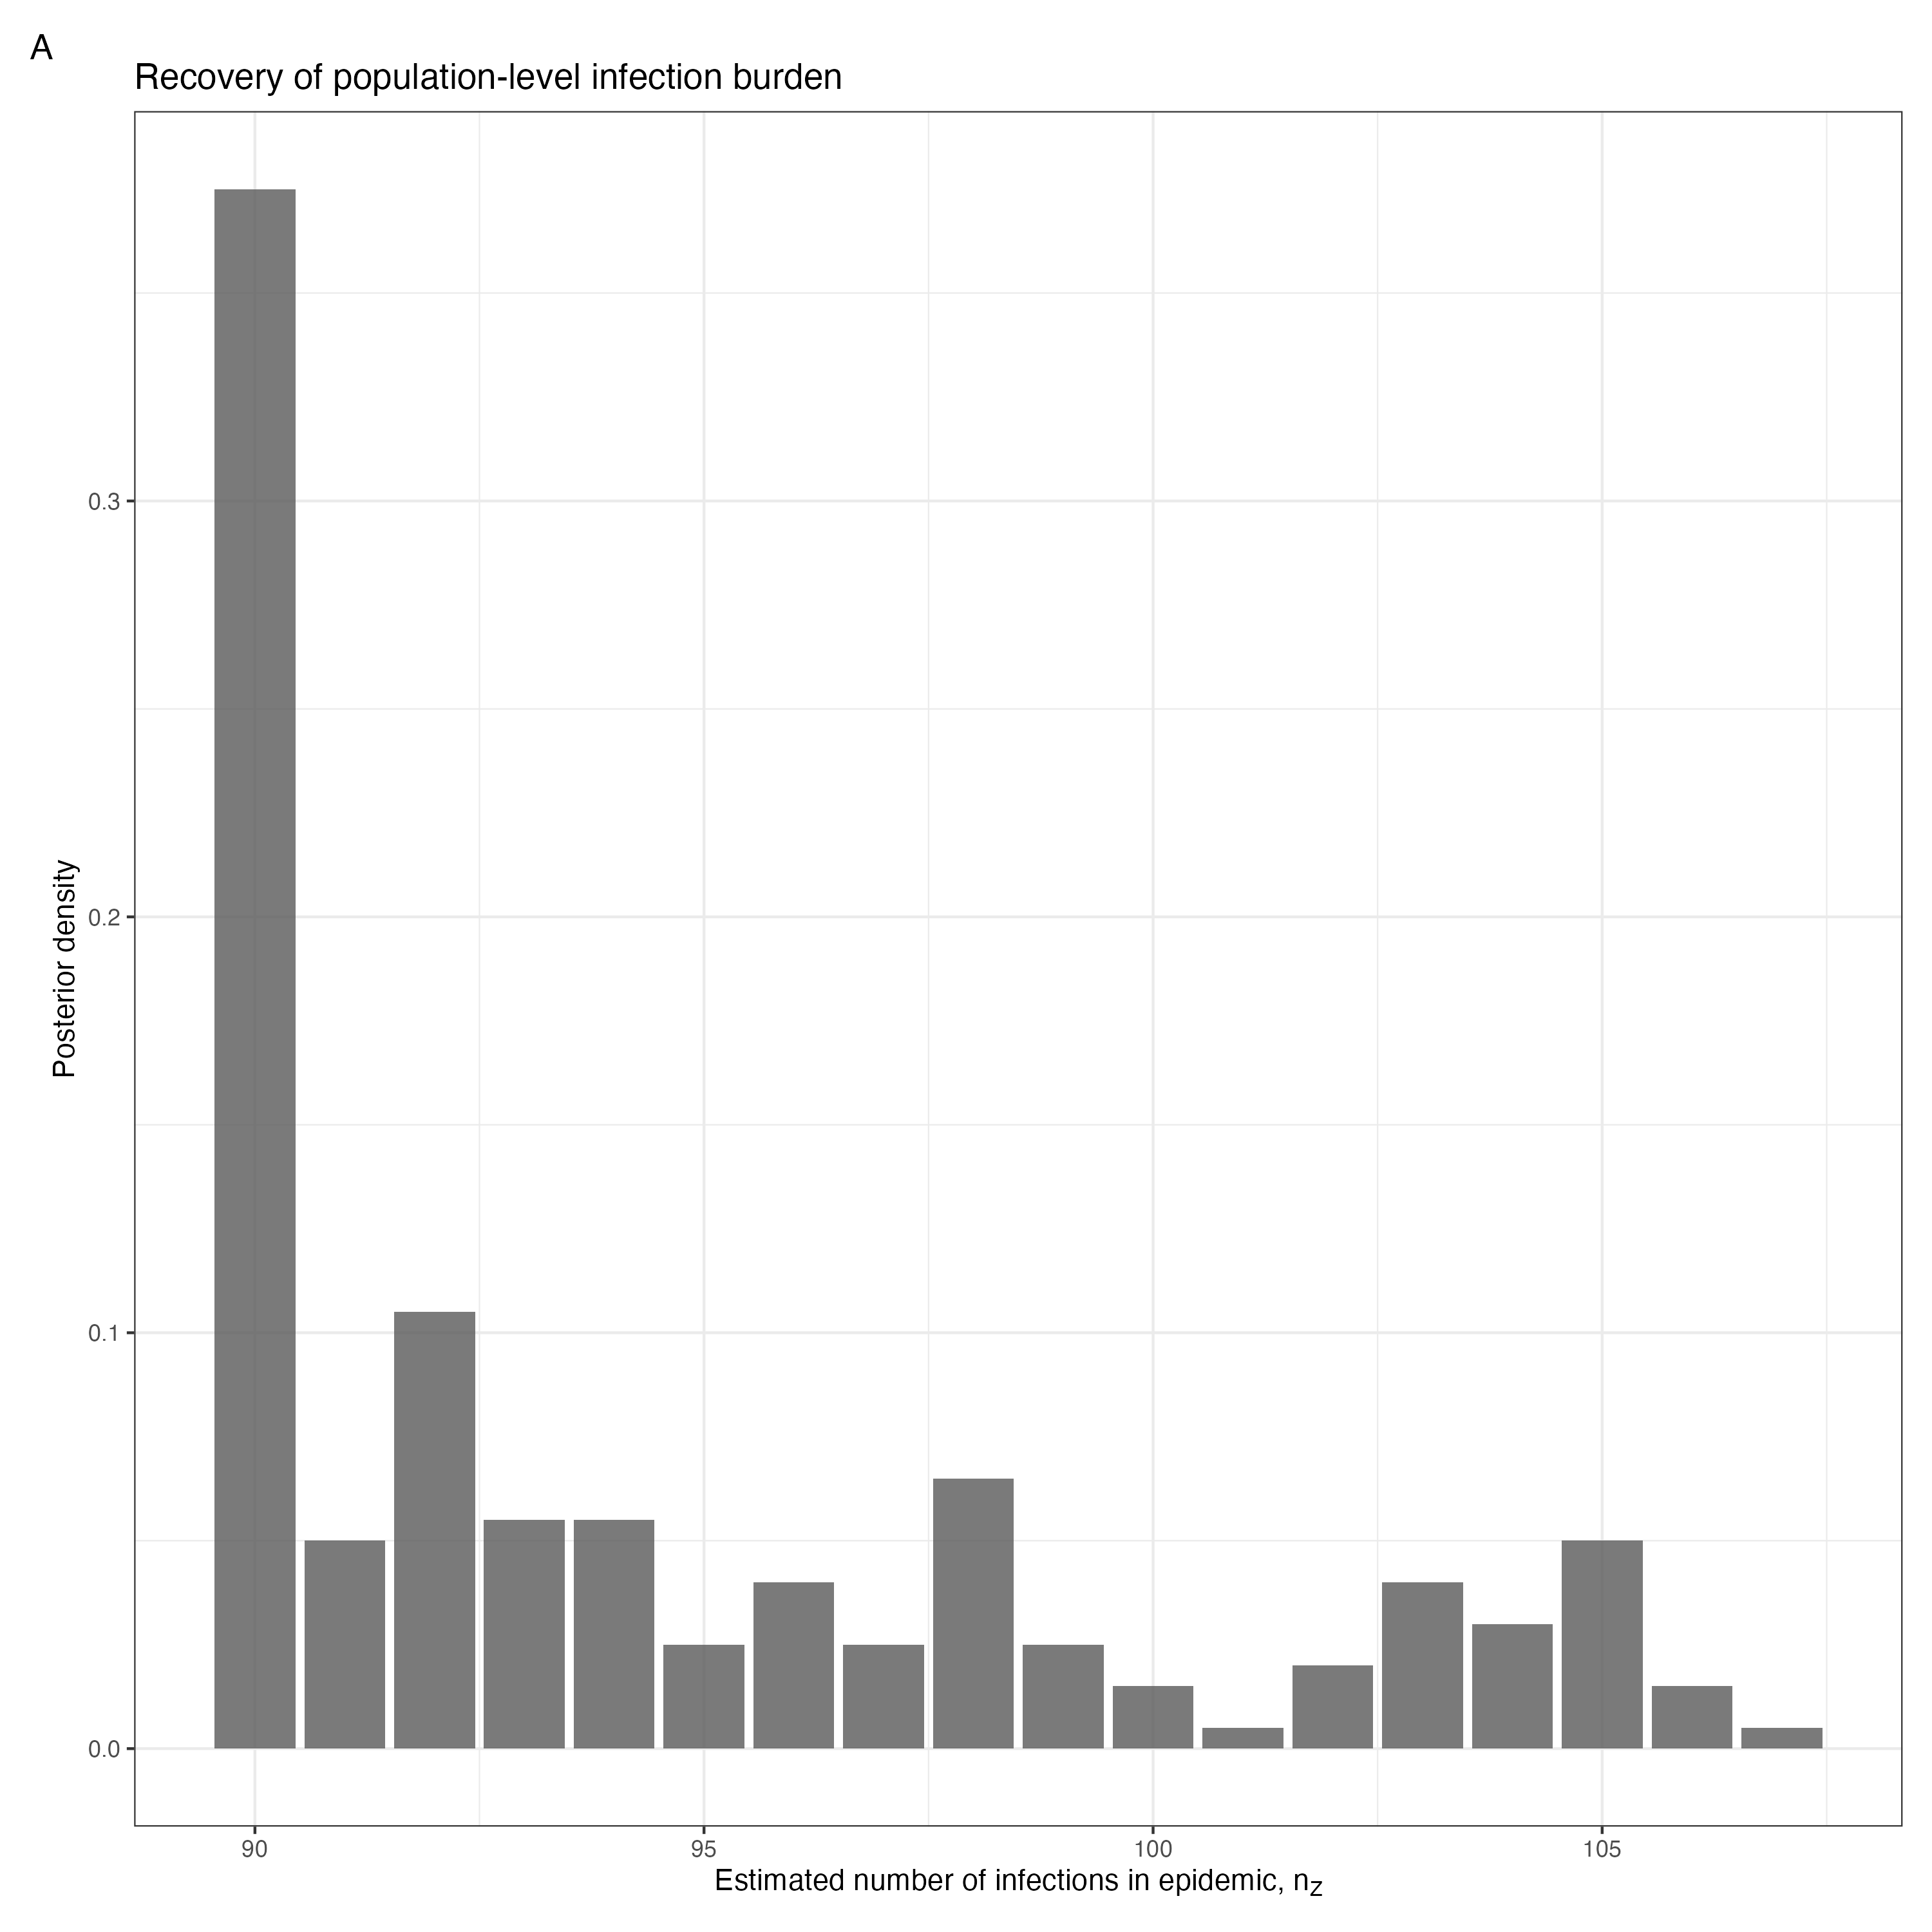 A
Recovery of population-level infection burden
Posterior density
0.3
0.2
0.1
0.0
90 95 100 105
Estimated number of infections in epidemic, nZ